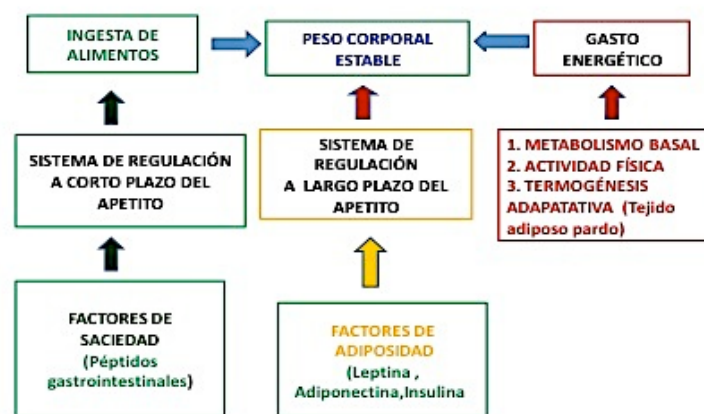 INGESTA DE
ALIMENTOS
PESO CORPORAL
ESTABLE
GASTO
ENERGÉTICO
SISTEMA DE REGULACIÓN
A CORTO PLAZO DEL
APETITO
SISTEMA DE
REGULACIÓN
A LARGO PLAZO DEL
APETITO
1. METABOLISMO BASAL
2. ACTIVIDAD FÍSICA
3. TERMOGÉNESIS
ADAPATATIVA (Tejido
adiposo pardo)
FACTORES DE
SACIEDAD
(Péptidos
gastrointestinales)
FACTORES DE
ADIPOSIDAD
(Leptina ,
Adiponectina,Insulina